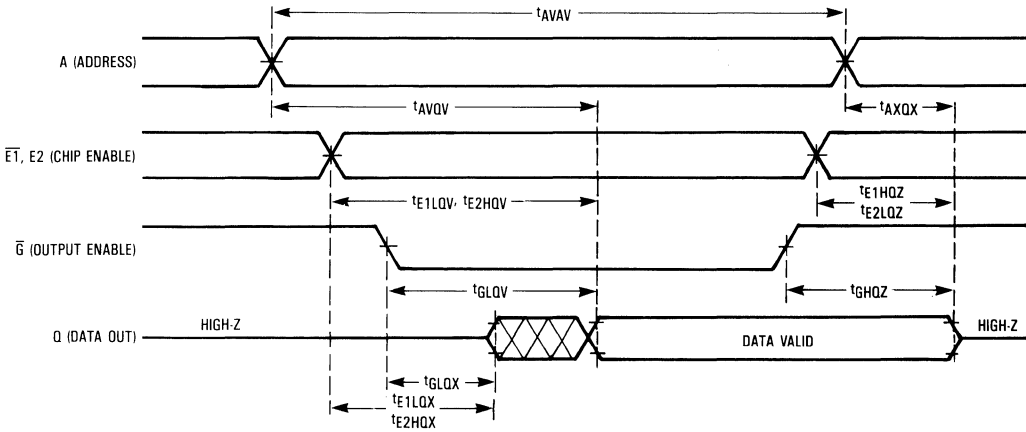 tAVAV
A (ADDRESS)
tAVQV
tAXQX
E1, E2 (CHIP ENABLE)
tE1LQV, tE2HQV
tE1HQZ
tE2LQZ
G (OUTPUT ENABLE)
tGLQV
tGHQZ
HIGH-Z
Q (DATA OUT)
DATA VALID
HIGH-Z
tGLQX
tE1LQX
tE2HQX